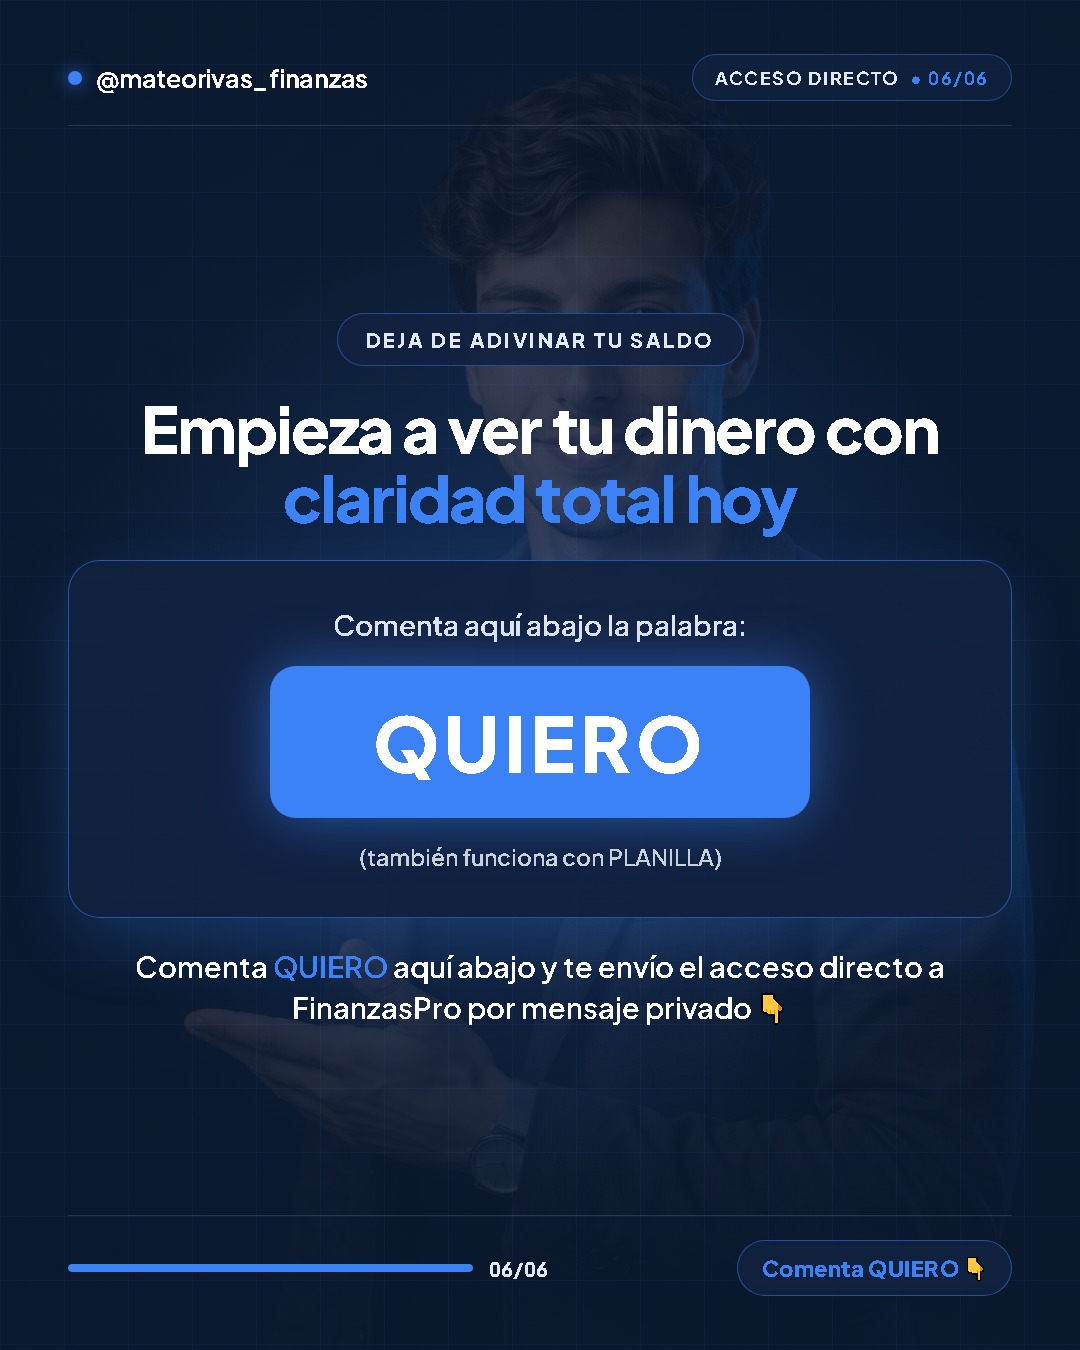 @mateorivas_finanzas
ACCESO DIRECTO • 06/06
DEJA DE ADIVINAR TU SALDO
Empieza a ver tu dinero con
claridad total hoy
Comenta aquí abajo la palabra:
QUIERO
(también funciona con PLANILLA)
Comenta QUIERO aquí abajo y te envío el acceso directo a
FinanzasPro por mensaje privado 👇
06/06
Comenta QUIERO 👇